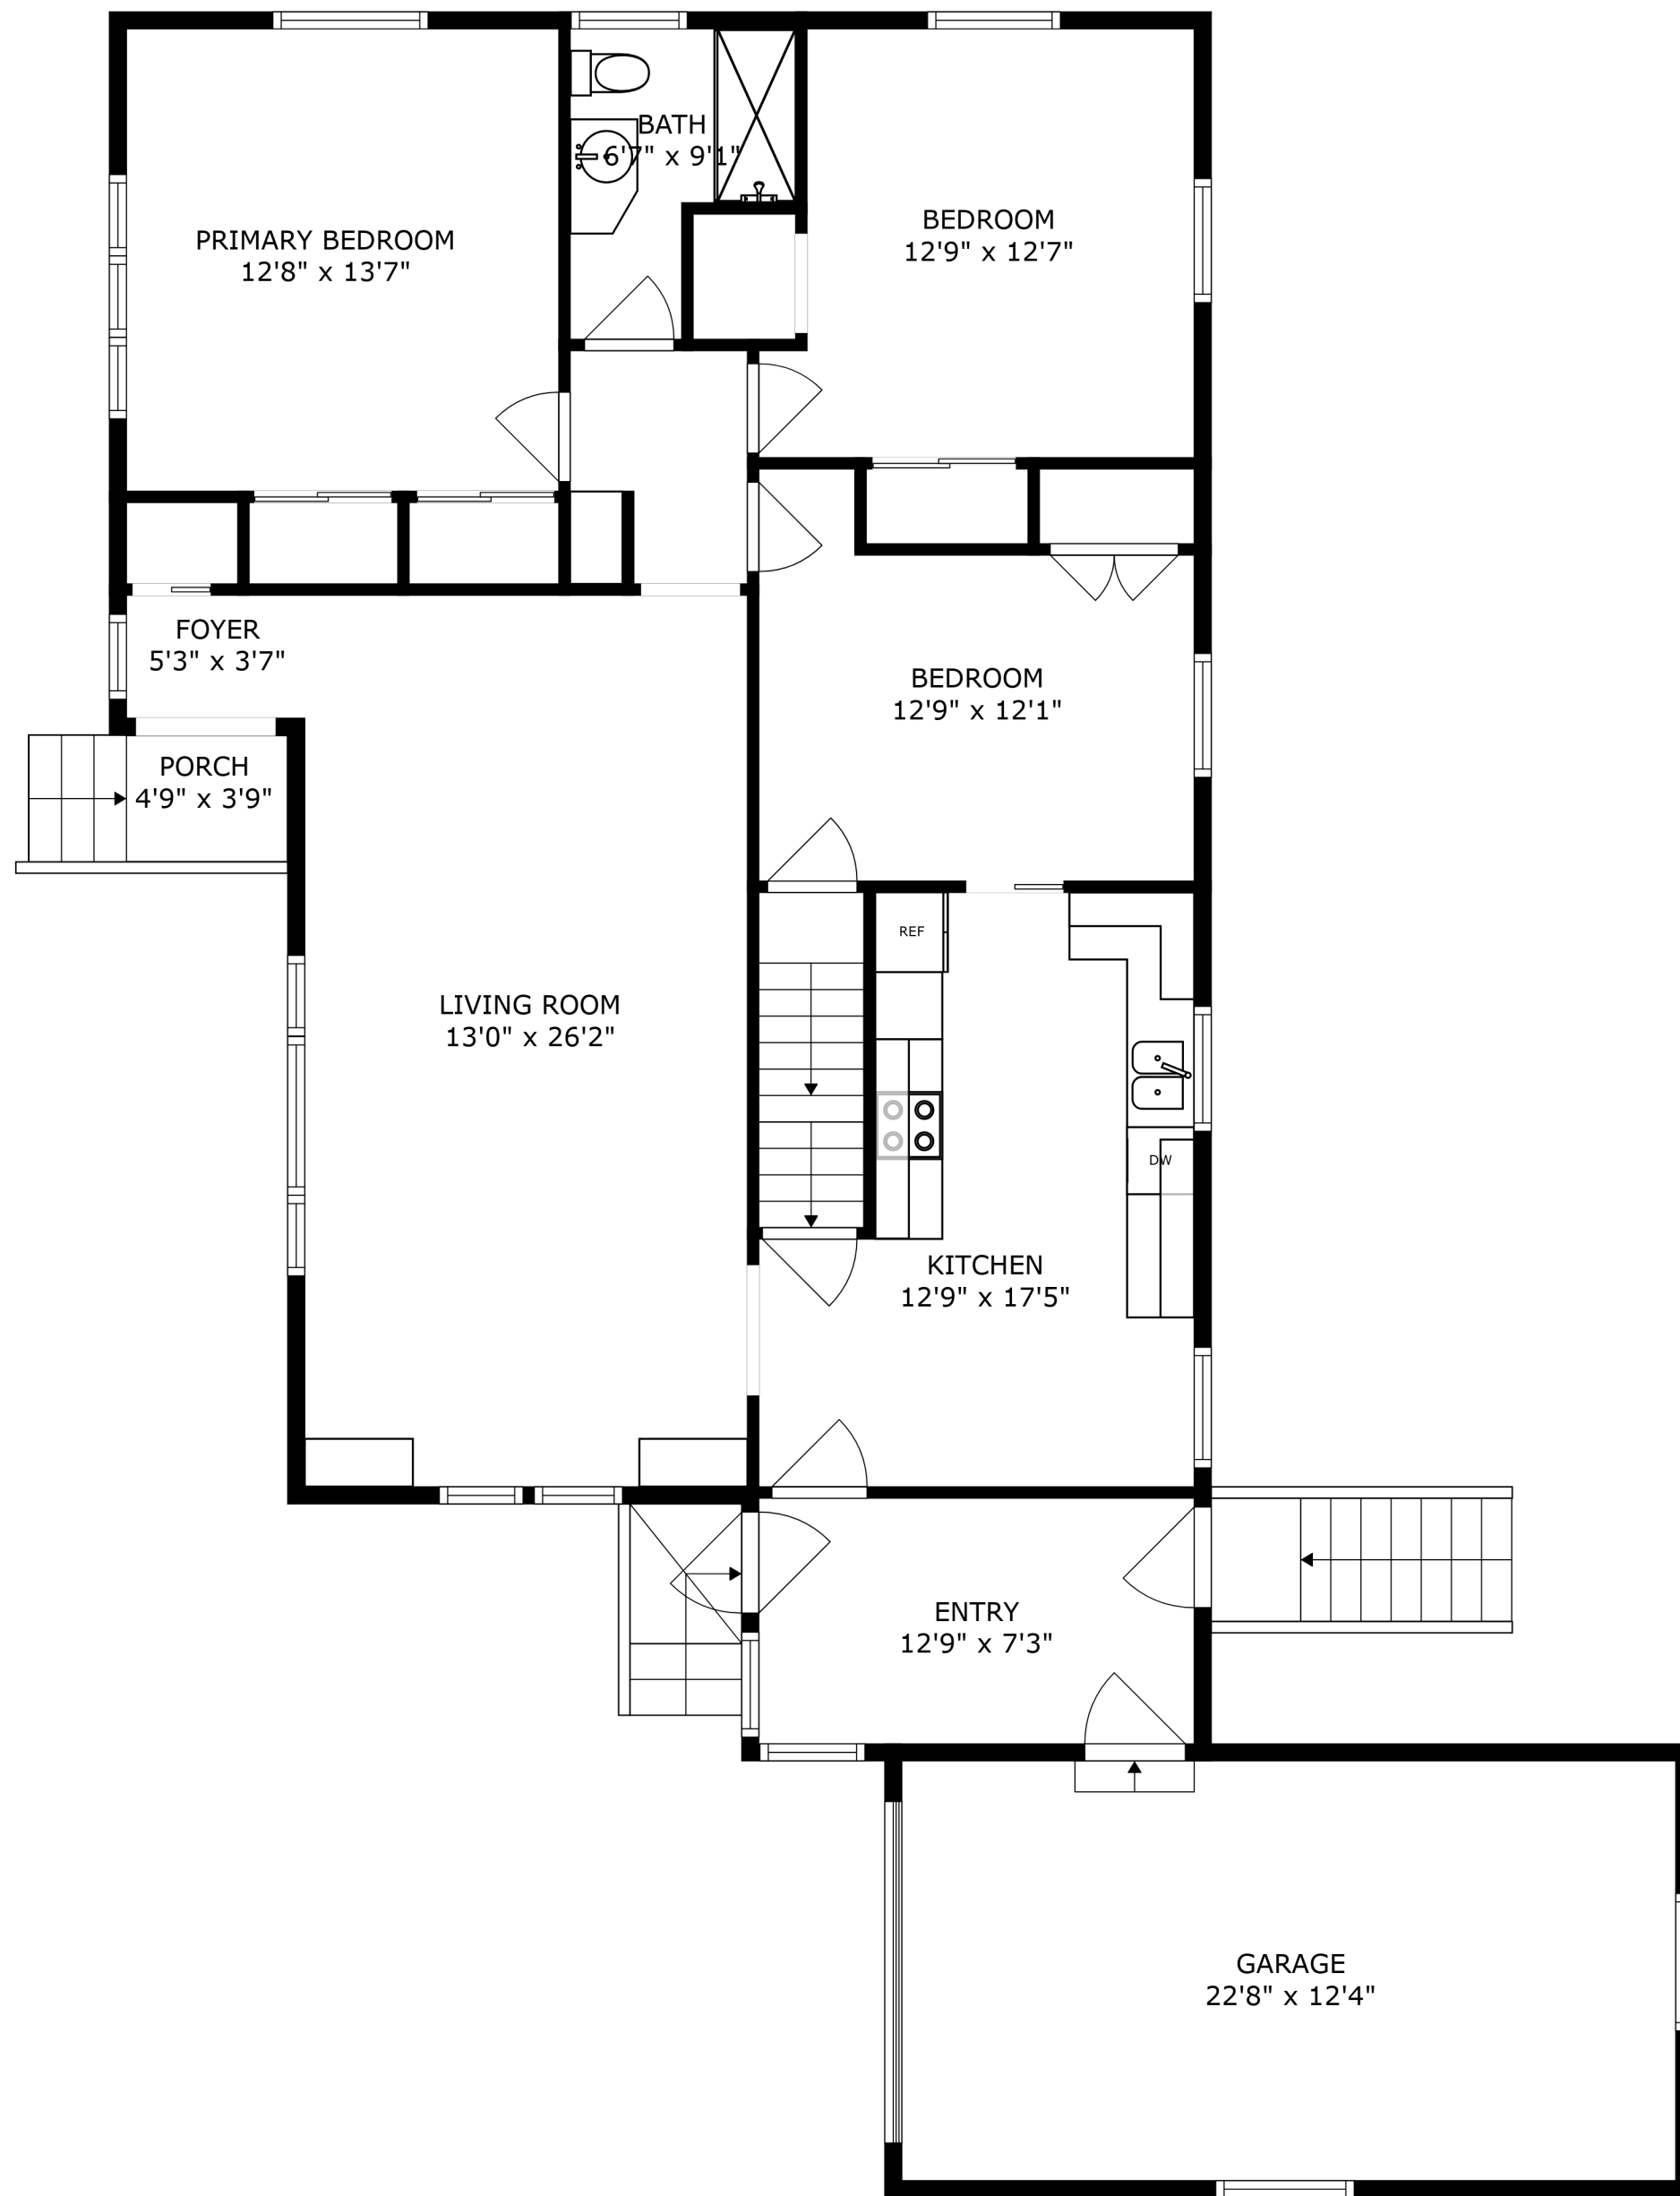 BATH
6'7" x 9'1"
PRIMARY BEDROOM
12'8" x 13'7"
BEDROOM
12'9" x 12'7"
FOYER
5'3" x 3'7"
BEDROOM
12'9" x 12'1"
PORCH
4'9" x 3'9"
REF
LIVING ROOM
13'0" x 26'2"
DW
KITCHEN
12'9" x 17'5"
ENTRY
12'9" x 7'3"
GARAGE
22'8" x 12'4"